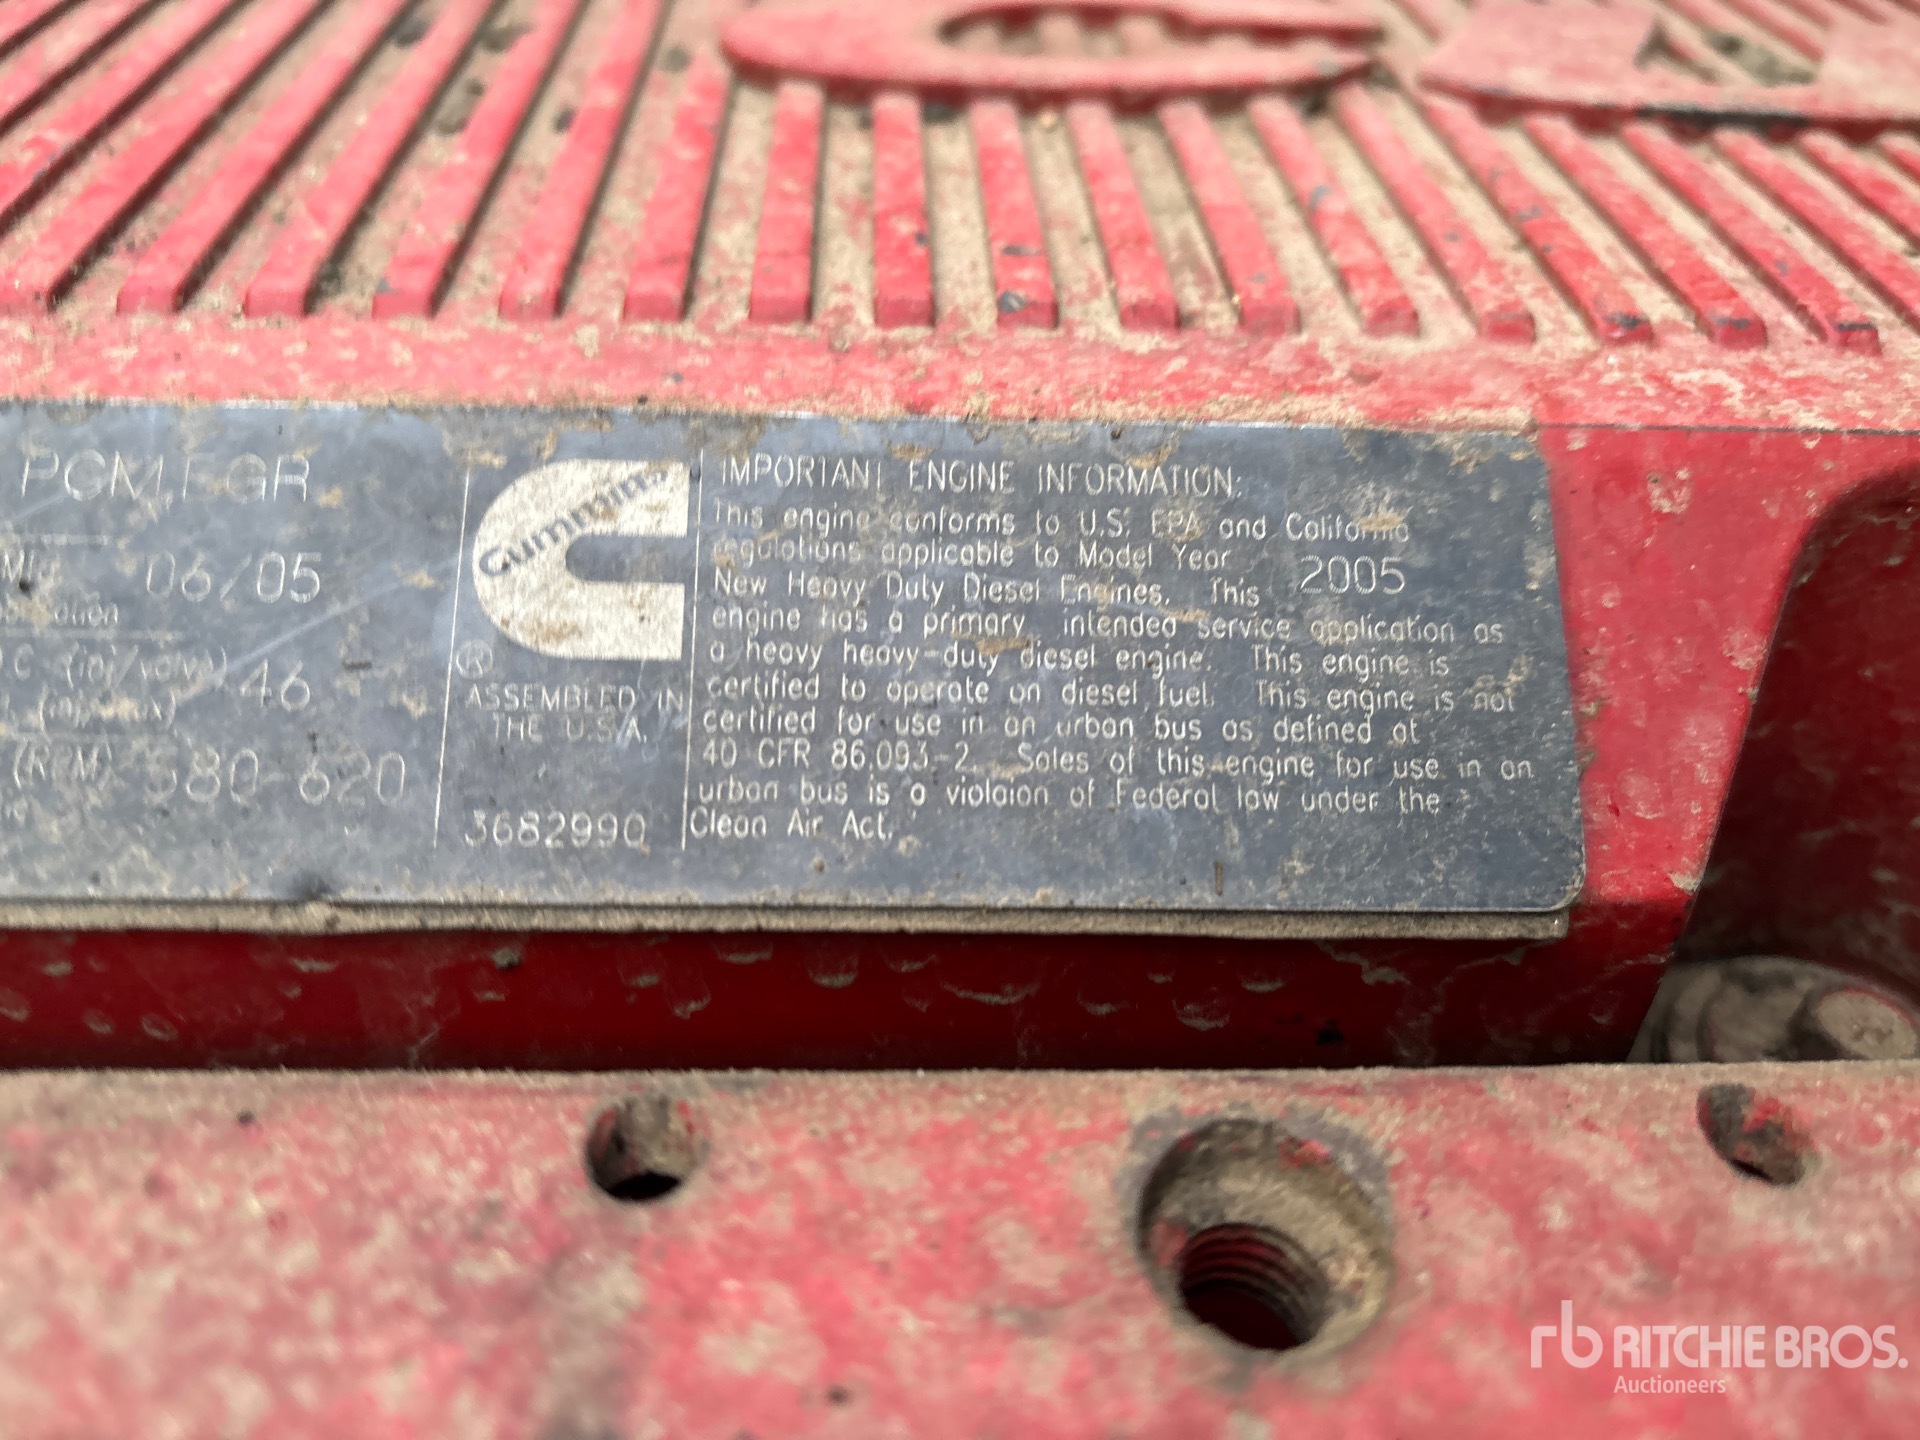 PCM,EGR
06/05
46
(RPM) 580-620
Cummins
®
ASSEMBLED IN
THE U.S.A.
3682990
IMPORTANT ENGINE INFORMATION:
This engine conforms to U.S. EPA and California
regulations applicable to Model Year 2005
New Heavy Duty Diesel Engines. This
engine has a primary intended service application as
a heavy heavy-duty diesel engine. This engine is
certified to operate on diesel fuel. This engine is not
certified for use in an urban bus as defined at
40 CFR 86.093-2. Sales of this engine for use in an
urban bus is a violaion of Federal law under the
Clean Air Act.
rb RITCHIE BROS.
Auctioneers